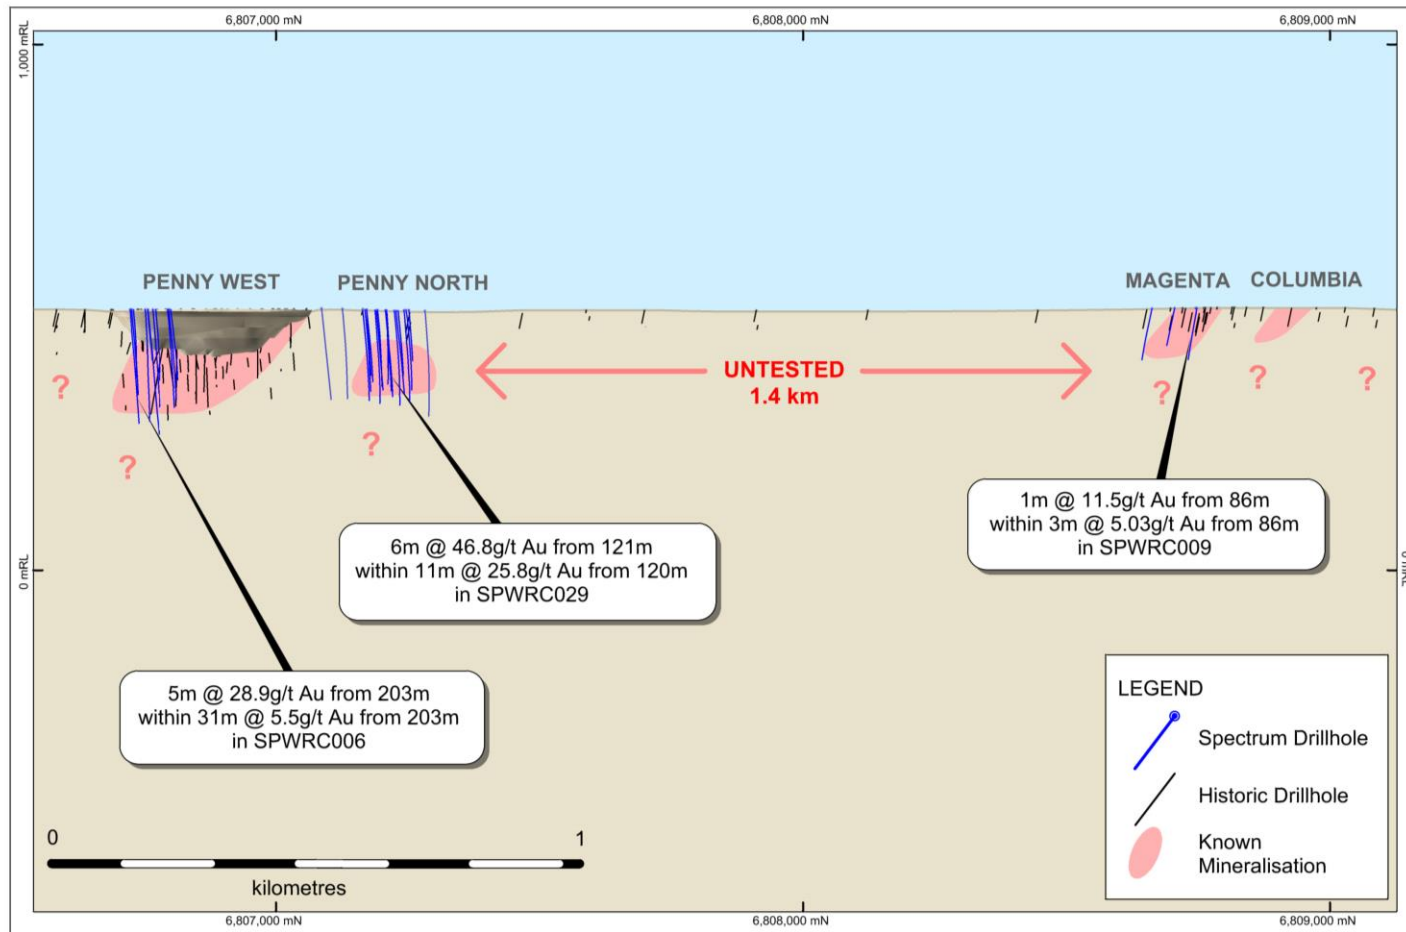 6,807,000 mN
6,808,000 mN
6,809,000 mN
1,000 mRL
PENNY WEST
PENNY NORTH
MAGENTA
COLUMBIA
?
?
?
?
?
?
UNTESTED
1.4 km
1m @ 11.5g/t Au from 86m
within 3m @ 5.03g/t Au from 86m
in SPWRC009
6m @ 46.8g/t Au from 121m
within 11m @ 25.8g/t Au from 120m
in SPWRC029
0 mRL
5m @ 28.9g/t Au from 203m
within 31m @ 5.5g/t Au from 203m
in SPWRC006
LEGEND
Spectrum Drillhole
Historic Drillhole
Known
Mineralisation
0
1
kilometres
6,807,000 mN
6,808,000 mN
6,809,000 mN